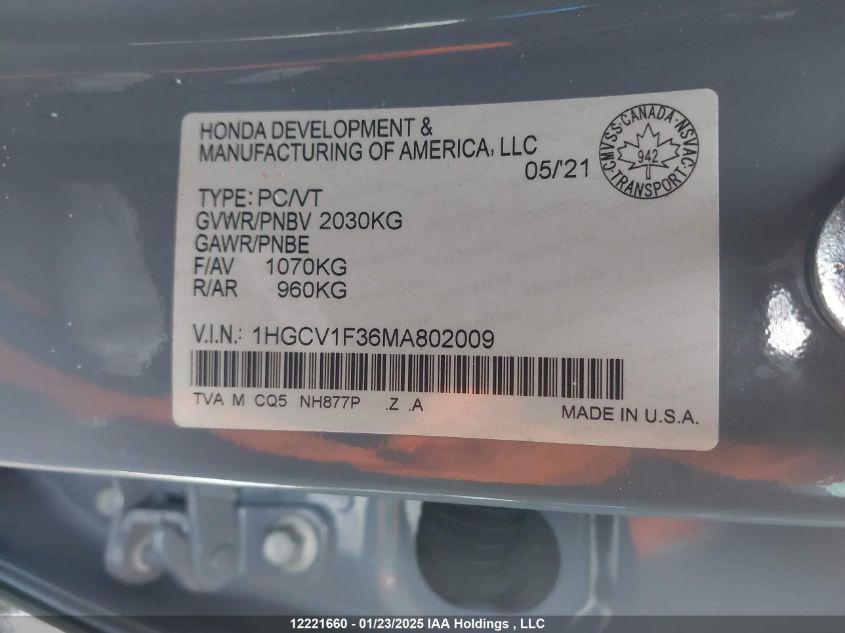 HONDA DEVELOPMENT &
MANUFACTURING OF AMERICA, LLC
05/'21
CMVSS·CANADA·NSVAC·TRANSPORT·
942
TYPE: PC/VT
GVWR/PNBV 2030KG
GAWR/PNBE
F/AV 1070KG
R/AR 960KG
V.I.N.: 1HGCV1F36MA802009
TVA M CQ5 NH877P .Z .A
MADE IN U.S.A.
12221660 - 01/23/2025 IAA Holdings , LLC